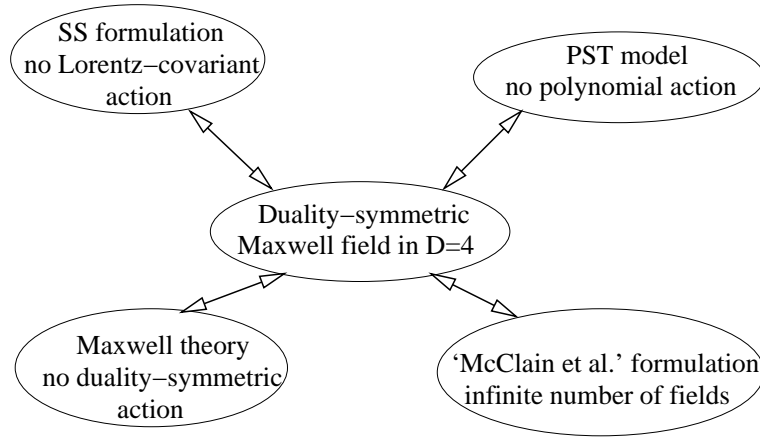 SS formulation
no Lorentz−covariant
action
PST model
no polynomial action
Duality−symmetric
Maxwell field in D=4
Maxwell theory
no duality−symmetric
action
‘McClain et al.’ formulation
infinite number of fields